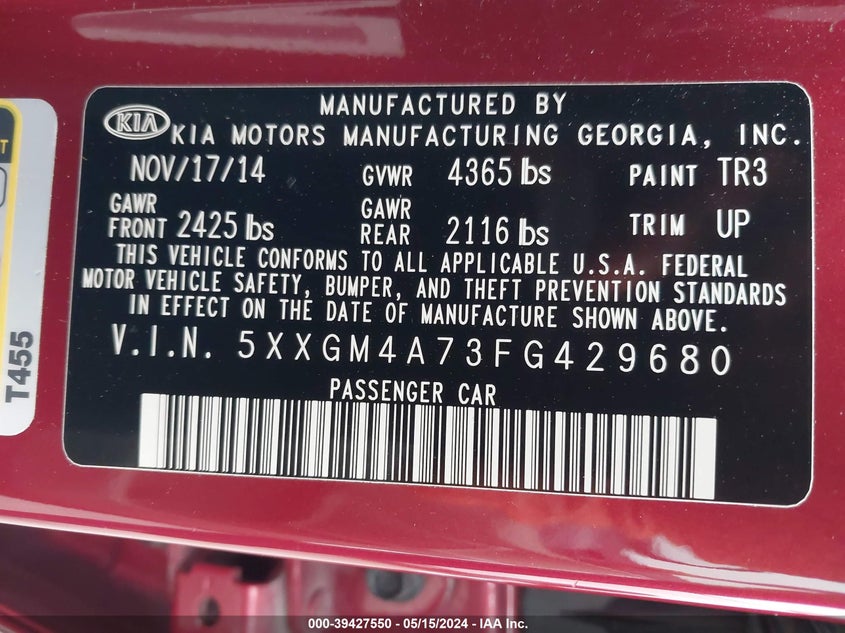 MANUFACTURED BY
KIA KIA MOTORS MANUFACTURING GEORGIA, INC.
NOV/17/14 GVWR 4365 lbs PAINT TR3
GAWR FRONT 2425 lbs GAWR REAR 2116 lbs TRIM UP
THIS VEHICLE CONFORMS TO ALL APPLICABLE U.S.A. FEDERAL
MOTOR VEHICLE SAFETY, BUMPER, AND THEFT PREVENTION STANDARDS
IN EFFECT ON THE DATE OF MANUFACTURE SHOWN ABOVE.
V.I.N. 5XXGM4A73FG429680
PASSENGER CAR
T455
000-39427550 - 05/15/2024 - IAA Inc.